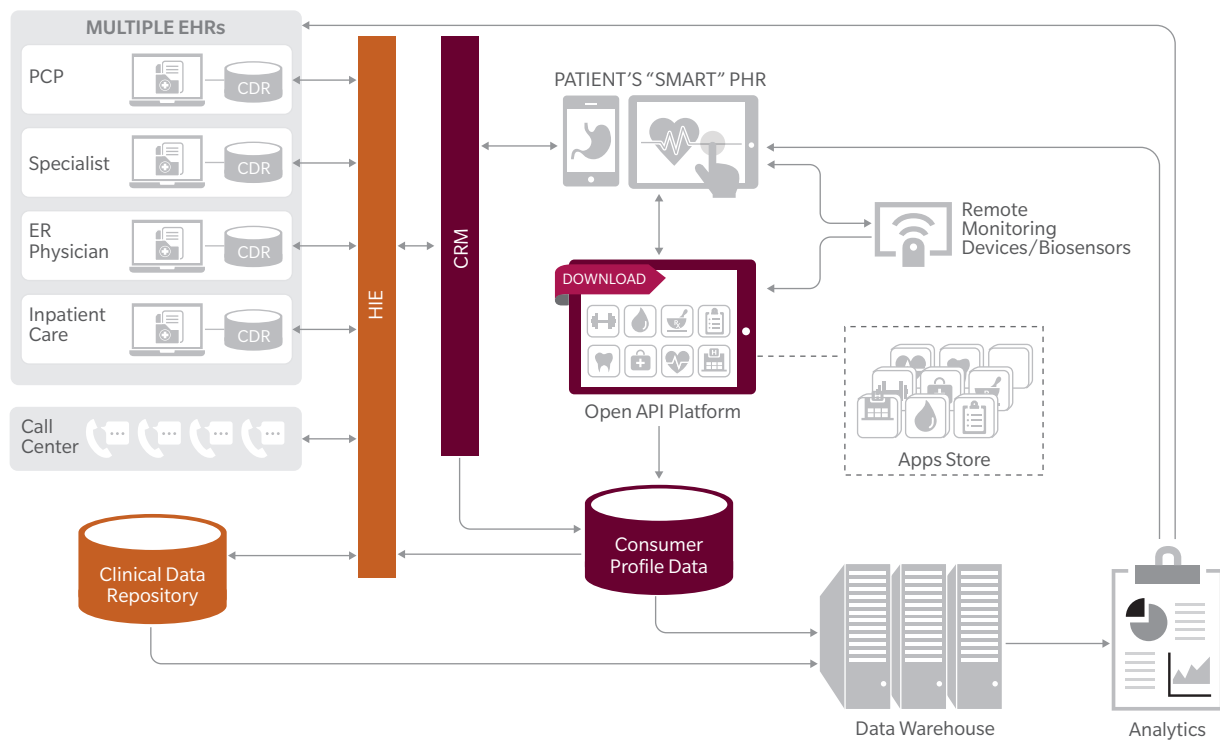 MULTIPLE EHRs
PCP
CDR
Specialist
CDR
ER
Physician
CDR
Inpatient
Care
CDR
Call
Center
HIE
CRM
PATIENT’S “SMART” PHR
Remote
Monitoring
Devices/Biosensors
DOWNLOAD
Open API Platform
Apps Store
Clinical Data
Repository
Consumer
Profile Data
Data Warehouse
Analytics